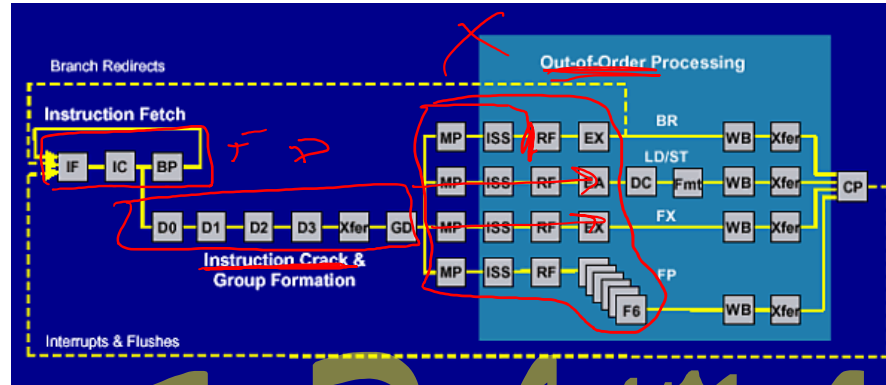 X
Out-of-Order Processing
Branch Redirects
Instruction Fetch
BR
MP ISS RF EX WB Xfer
IF IC BP
F D
LD/ST
MP ISS RF EA DC Fmt WB Xfer CP
FX
D0 D1 D2 D3 Xfer GD MP ISS RF EX WB Xfer
Instruction Crack &
Group Formation
FP
MP ISS RF F6 WB Xfer
Interrupts & Flushes